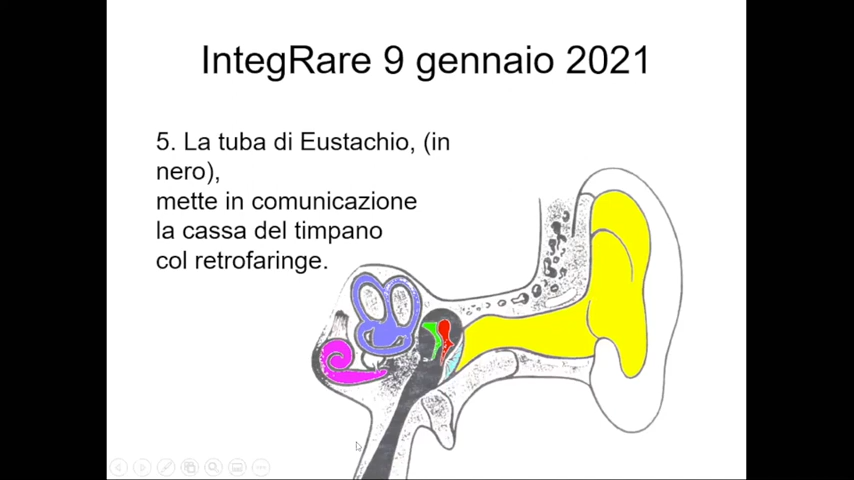 IntegRare 9 gennaio 2021
5. La tuba di Eustachio, (in
nero),
mette in comunicazione
la cassa del timpano
col retrofaringe.